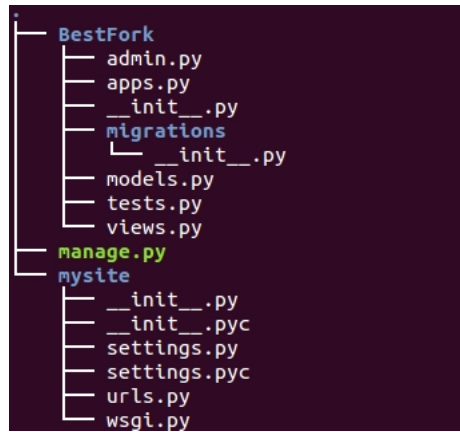 .
├── BestFork
│   ├── admin.py
│   ├── apps.py
│   ├── __init__.py
│   ├── migrations
│   │   └── __init__.py
│   ├── models.py
│   ├── tests.py
│   └── views.py
├── manage.py
└── mysite
    ├── __init__.py
    ├── __init__.pyc
    ├── settings.py
    ├── settings.pyc
    ├── urls.py
    └── wsgi.py